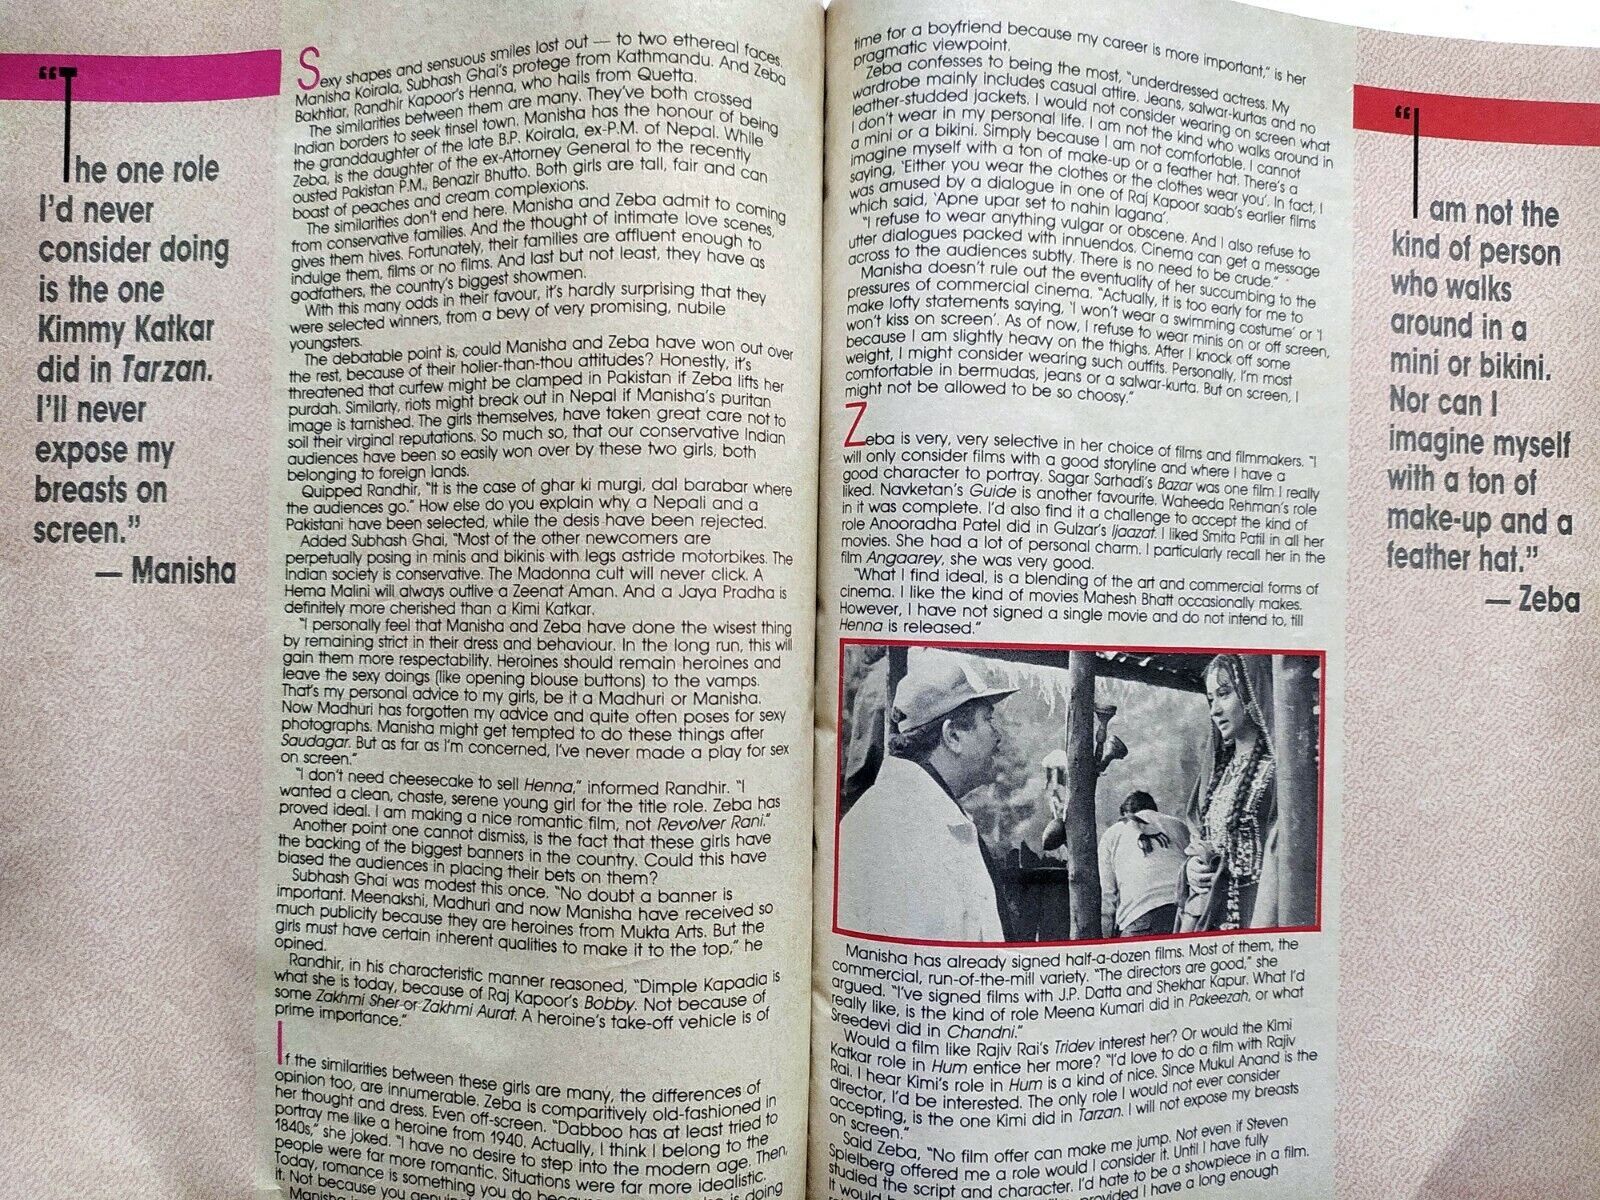 “The one role
I’d never
consider doing
is the one
Kimmy Katkar
did in Tarzan.
I’ll never
expose my
breasts on
screen.”
— Manisha
Sexy shapes and sensuous smiles lost out — to two ethereal faces.
Manisha Koirala, Subhash Ghai’s protege from Kathmandu. And Zeba
Bakhtiar, Randhir Kapoor’s Henna, who hails from Quetta.
The similarities between them are many. They’ve both crossed
Indian borders to seek tinsel town. Manisha has the honour of being
the granddaughter of the late B.P. Koirala, ex-P.M. of Nepal. While
Zeba, is the daughter of the ex-Attorney General to the recently
ousted Pakistan P.M., Benazir Bhutto. Both girls are tall, fair and can
boast of peaches and cream complexions.
The similarities don’t end here. Manisha and Zeba admit to coming
from conservative families. And the thought of intimate love scenes,
gives them hives. Fortunately, their families are affluent enough to
indulge them, films or no films. And last but not least, they have as
godfathers, the country’s biggest showmen.
With this many odds in their favour, it’s hardly surprising that they
were selected winners, from a bevy of very promising, nubile
youngsters.
The debatable point is, could Manisha and Zeba have won out over
the rest, because of their holier-than-thou attitudes? Honestly, it’s
threatened that curfew might be clamped in Pakistan if Zeba lifts her
purdah. Similarly, riots might break out in Nepal if Manisha’s puritan
image is tarnished. The girls themselves, have taken great care not to
soil their virginal reputations. So much so, that our conservative Indian
audiences have been so easily won over by these two girls, both
belonging to foreign lands.
Quipped Randhir, “It is the case of ghar ki murgi, dal barabar where
the audiences go.” How else do you explain why a Nepali and a
Pakistani have been selected, while the desis have been rejected.
Added Subhash Ghai, “Most of the other newcomers are
perpetually posing in minis and bikinis with legs astride motorbikes. The
Indian society is conservative. The Madonna cult will never click. A
Hema Malini will always outlive a Zeenat Aman. And a Jaya Pradha is
definitely more cherished than a Kimi Katkar.
“I personally feel that Manisha and Zeba have done the wisest thing
by remaining strict in their dress and behaviour. In the long run, this will
gain them more respectability. Heroines should remain heroines and
leave the sexy doings (like opening blouse buttons) to the vamps.
That’s my personal advice to my girls, be it a Madhuri or Manisha.
Now Madhuri has forgotten my advice and quite often poses for sexy
photographs. Manisha might get tempted to do these things after
Saudagar. But as far as I’m concerned, I’ve never made a play for sex
on screen.”
“I don’t need cheesecake to sell Henna,” informed Randhir. “I
wanted a clean, chaste, serene young girl for the title role. Zeba has
proved ideal. I am making a nice romantic film, not Revolver Rani.”
Another point one cannot dismiss, is the fact that these girls have
the backing of the biggest banners in the country. Could this have
biased the audiences in placing their bets on them?
Subhash Ghai was modest this once. “No doubt a banner is
important. Meenakshi, Madhuri and now Manisha have received so
much publicity because they are heroines from Mukta Arts. But the
girls must have certain inherent qualities to make it to the top,” he
opined.
Randhir, in his characteristic manner reasoned, “Dimple Kapadia is
what she is today, because of Raj Kapoor’s Bobby. Not because of
some Zakhmi Sher or Zakhmi Aurat. A heroine’s take-off vehicle is of
prime importance.”
If the similarities between these girls are many, the differences of
opinion too, are innumerable. Zeba is comparitively old-fashioned in
her thought and dress. Even off-screen. “Dabboo has at least tried to
portray me like a heroine from 1940. Actually, I think I belong to the
1840s,” she joked. “I have no desire to step into the modern age. Then,
people were far more romantic. Situations were far more idealistic.
Today, romance is something you do because is doing
it. Not because you
time for a boyfriend because my career is more important,” is her
pragmatic viewpoint.
Zeba confesses to being the most, “underdressed actress. My
wardrobe mainly includes casual attire. Jeans, salwar-kurtas and no
leather-studded jackets. I would not consider wearing on screen what
I don’t wear in my personal life. I am not the kind who walks around in
a mini or a bikini. Simply because I am not comfortable. I cannot
imagine myself with a ton of make-up or a feather hat. There’s a
saying, ‘Either you wear the clothes or the clothes wear you’. In fact, I
was amused by a dialogue in one of Raj Kapoor saab’s earlier films
which said, ‘Apne upar set to nahin lagana’.
“I refuse to wear anything vulgar or obscene. And I also refuse to
utter dialogues packed with innuendos. Cinema can get a message
across to the audiences subtly. There is no need to be crude.”
Manisha doesn’t rule out the eventuality of her succumbing to the
pressures of commercial cinema. “Actually, it is too early for me to
make lofty statements saying, ‘I won’t wear a swimming costume’ or ‘I
won’t kiss on screen’. As of now, I refuse to wear minis on or off screen,
because I am slightly heavy on the thighs. After I knock off some
weight, I might consider wearing such outfits. Personally, I’m most
comfortable in bermudas, jeans or a salwar-kurta. But on screen, I
might not be allowed to be so choosy.”
Zeba is very, very selective in her choice of films and filmmakers. “I
will only consider films with a good storyline and where I have a
good character to portray. Sagar Sarhadi’s Bazar was one film I really
liked. Navketan’s Guide is another favourite. Waheeda Rehman’s role
in it was complete. I’d also find it a challenge to accept the kind of
role Anooradha Patel did in Gulzar’s Ijaazat. I liked Smita Patil in all her
movies. She had a lot of personal charm. I particularly recall her in the
film Angaarey, she was very good.
“What I find ideal, is a blending of the art and commercial forms of
cinema. I like the kind of movies Mahesh Bhatt occasionally makes.
However, I have not signed a single movie and do not intend to, till
Henna is released.”
Manisha has already signed half-a-dozen films. Most of them, the
commercial, run-of-the-mill variety. “The directors are good,” she
argued. “I’ve signed films with J.P. Datta and Shekhar Kapur. What I’d
really like, is the kind of role Meena Kumari did in Pakeezah, or what
Sreedevi did in Chandni.”
Would a film like Rajiv Rai’s Tridev interest her? Or would the Kimi
Katkar role in Hum entice her more? “I’d love to do a film with Rajiv
Rai. I hear Kimi’s role in Hum is a kind of nice. Since Mukul Anand is the
director, I’d be interested. The only role I would not ever consider
accepting, is the one Kimi did in Tarzan. I will not expose my breasts
on screen.”
Said Zeba, “No film offer can make me jump. Not even if Steven
Spielberg offered me a role would I consider it. Until I have fully
studied the script and character. I’d hate to be a showpiece in a film.
It would provided I have a long enough
“I am not the
kind of person
who walks
around in a
mini or bikini.
Nor can I
imagine myself
with a ton of
make-up and a
feather hat.”
— Zeba